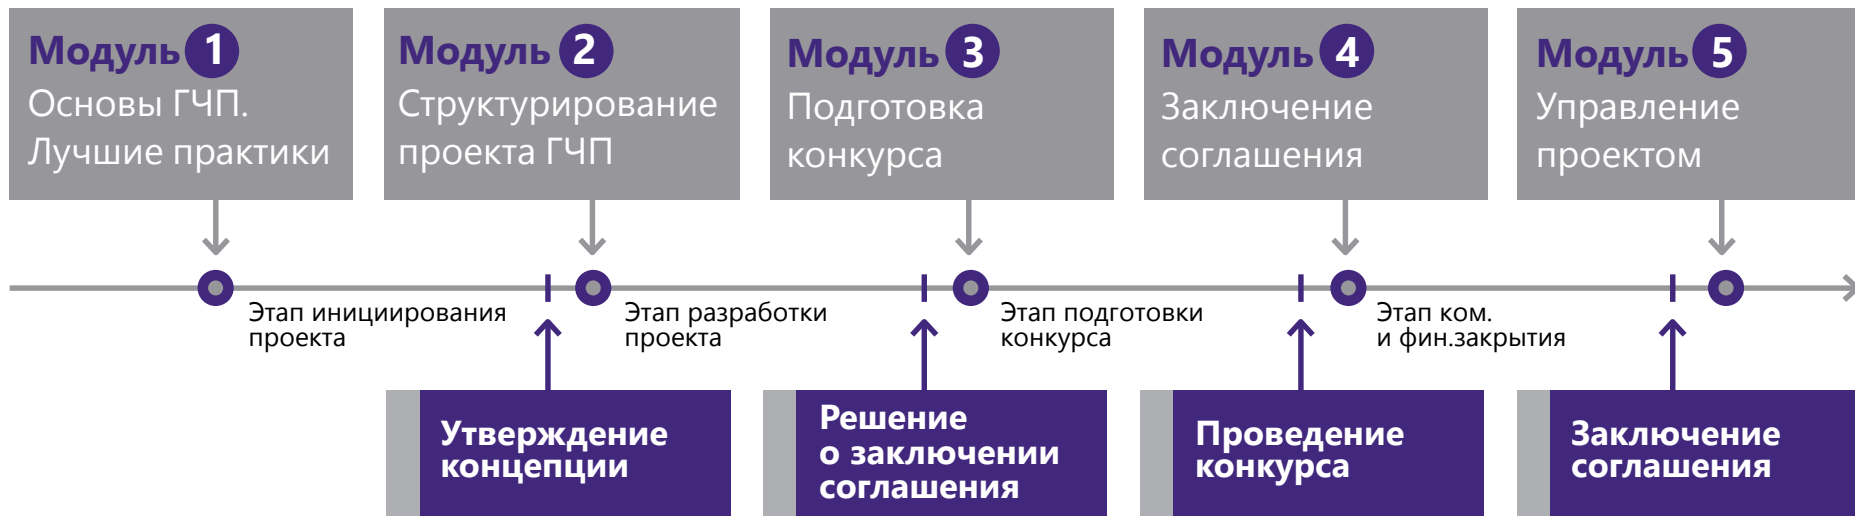 Модуль 1
Основы ГЧП.
Лучшие практики
Модуль 2
Структурирование
проекта ГЧП
Модуль 3
Подготовка
конкурса
Модуль 4
Заключение
соглашения
Модуль 5
Управление
проектом
Этап инициирования
проекта
Этап разработки
проекта
Этап подготовки
конкурса
Этап ком.
и фин.закрытия
Утверждение
концепции
Решение
о заключении
соглашения
Проведение
конкурса
Заключение
соглашения